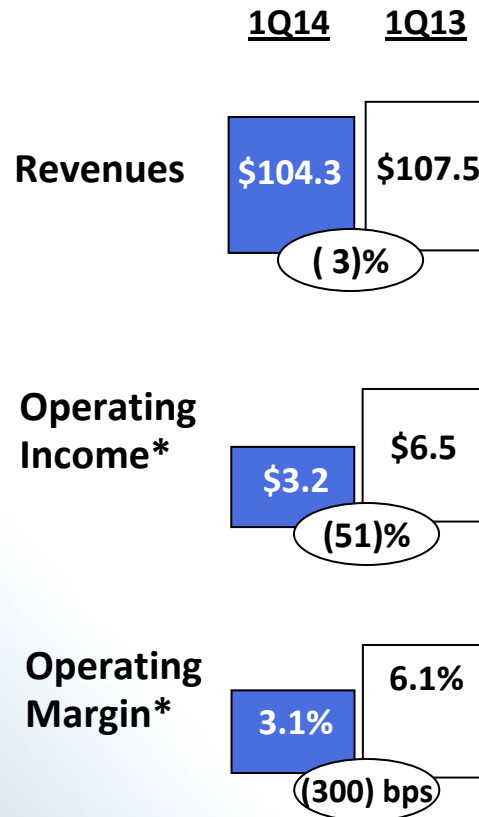 1Q14 1Q13
Revenues $104.3 $107.5
( 3)%
Operating
Income*
$6.5
$3.2
(51)%
Operating
Margin*
6.1%
3.1%
(300) bps